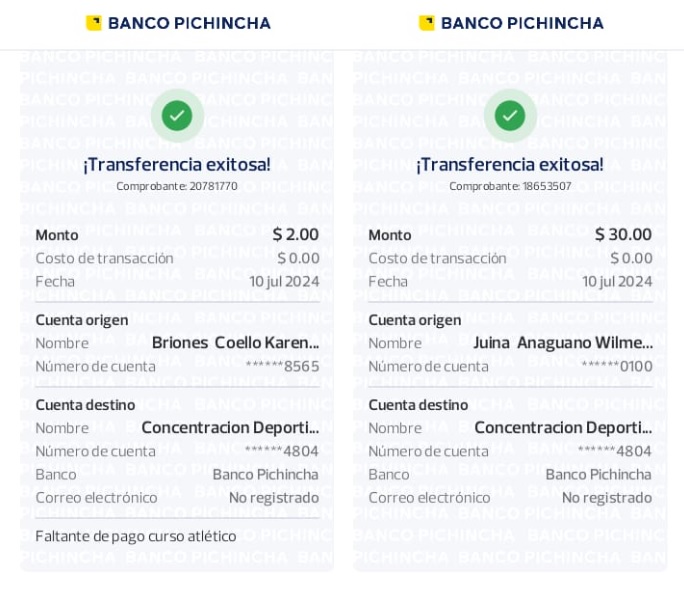 BANCO PICHINCHA
¡Transferencia exitosa!
Comprobante: 20781770
Monto $ 2.00
Costo de transacción $ 0.00
Fecha 10 jul 2024
Cuenta origen
Nombre Briones Coello Karen...
Número de cuenta ******8565
Cuenta destino
Nombre Concentracion Deporti...
Número de cuenta ******4804
Banco Banco Pichincha
Correo electrónico No registrado
Faltante de pago curso atlético
BANCO PICHINCHA
¡Transferencia exitosa!
Comprobante: 18653507
Monto $ 30.00
Costo de transacción $ 0.00
Fecha 10 jul 2024
Cuenta origen
Nombre Juina Anaguano Wilme...
Número de cuenta ******0100
Cuenta destino
Nombre Concentracion Deporti...
Número de cuenta ******4804
Banco Banco Pichincha
Correo electrónico No registrado